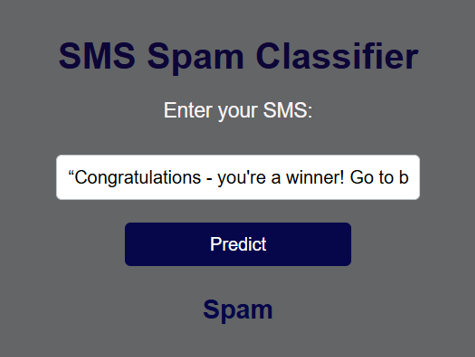 SMS Spam Classifier
Enter your SMS:
“Congratulations - you're a winner! Go to b
Predict
Spam